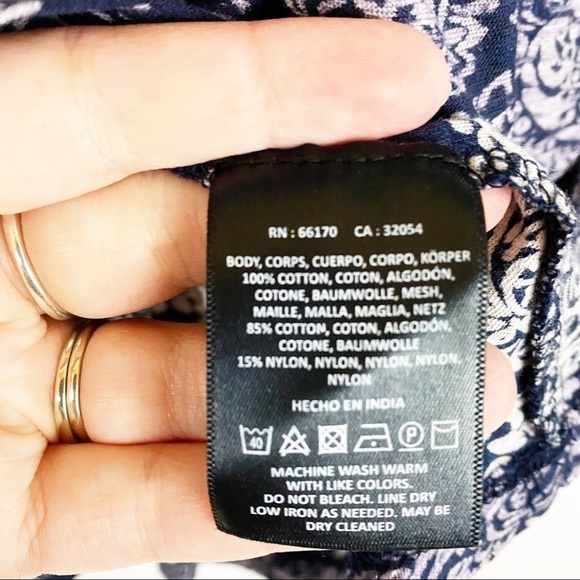 RN : 66170 CA : 32054
BODY, CORPS, CUERPO, CORPO, KÖRPER
100% COTTON, COTON, ALGODÓN,
COTONE, BAUMWOLLE, MESH,
MAILLE, MALLA, MAGLIA, NETZ
85% COTTON, COTON, ALGODÓN,
COTONE, BAUMWOLLE
15% NYLON, NYLON, NYLON, NYLON,
NYLON
HECHO EN INDIA
40 P
MACHINE WASH WARM
WITH LIKE COLORS.
DO NOT BLEACH. LINE DRY
LOW IRON AS NEEDED. MAY BE
DRY CLEANED